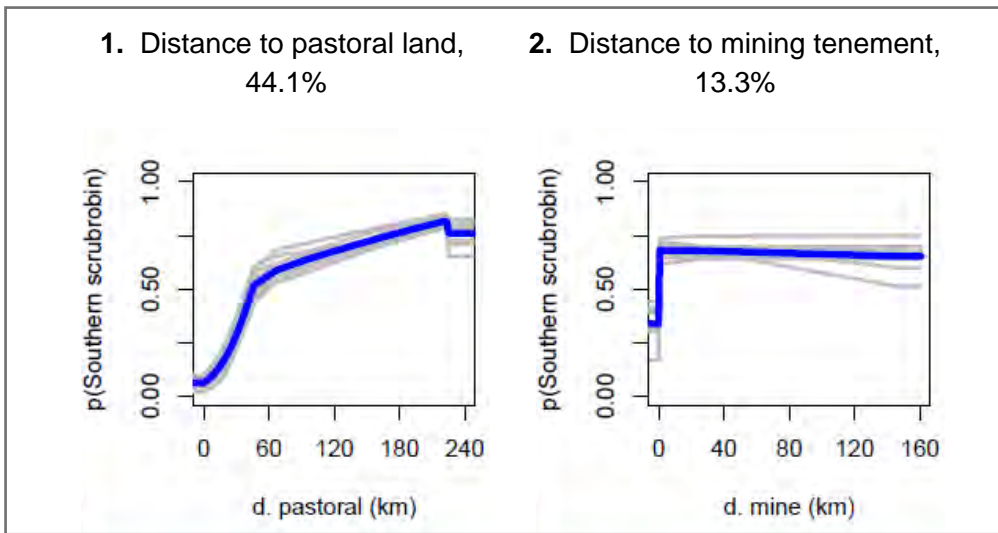 1. Distance to pastoral land,
44.1%
2. Distance to mining tenement,
13.3%
p(Southern scrubrobin)
1.00
0.50
0.00
0 60 120 180 240
d. pastoral (km)
p(Southern scrubrobin)
1.00
0.50
0.00
0 40 80 120 160
d. mine (km)